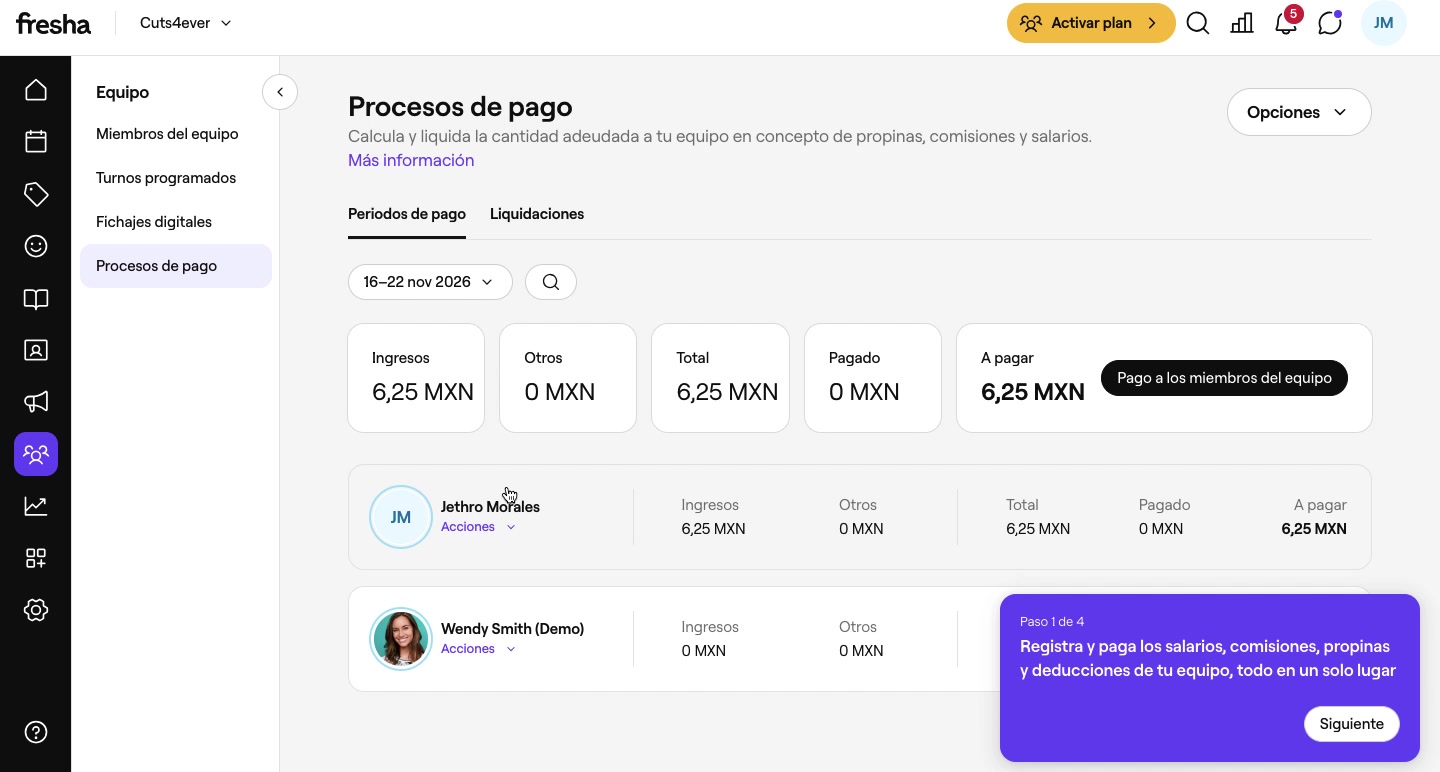 fresha
Cuts4ever
Activar plan
5
JM
Equipo
Miembros del equipo
Turnos programados
Fichajes digitales
Procesos de pago
Procesos de pago
Calcula y liquida la cantidad adeudada a tu equipo en concepto de propinas, comisiones y salarios.
Más información
Opciones
Periodos de pago
Liquidaciones
16–22 nov 2026
Ingresos
6,25 MXN
Otros
0 MXN
Total
6,25 MXN
Pagado
0 MXN
A pagar
6,25 MXN
Pago a los miembros del equipo
JM
Jethro Morales
Acciones
Ingresos
6,25 MXN
Otros
0 MXN
Total
6,25 MXN
Pagado
0 MXN
A pagar
6,25 MXN
Wendy Smith (Demo)
Acciones
Ingresos
0 MXN
Otros
0 MXN
Paso 1 de 4
Registra y paga los salarios, comisiones, propinas
y deducciones de tu equipo, todo en un solo lugar
Siguiente